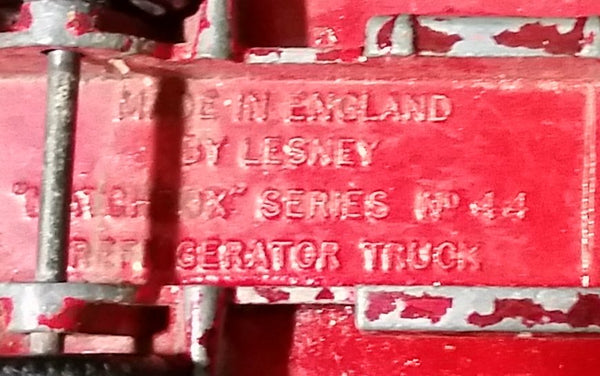 MADE IN ENGLAND
BY LESNEY
"MATCHBOX" SERIES Nº 44
REFRIGERATOR TRUCK